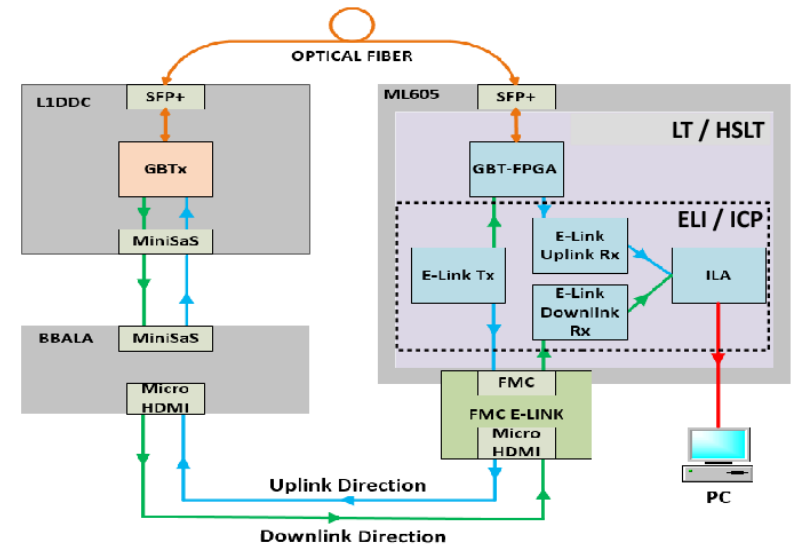 OPTICAL FIBER
L1DDC
SFP+
GBTx
MiniSaS
BBALA
MiniSaS
Micro
HDMI
ML605
SFP+
LT / HSLT
GBT-FPGA
ELI / ICP
E-Link
Uplink Rx
E-Link Tx
ILA
E-Link
Downlink
Rx
FMC
FMC E-LINK
Micro
HDMI
PC
Uplink Direction
Downlink Direction